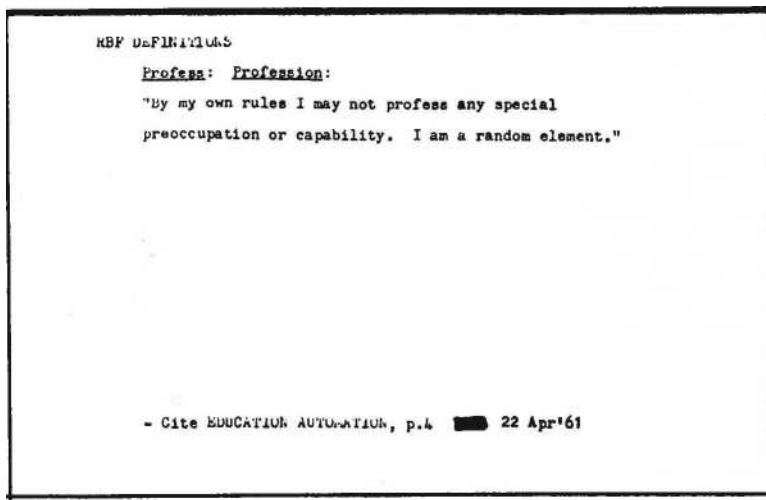 RBF DEFINITIONS
Profess: Profession:
"By my own rules I may not profess any special
preoccupation or capability. I am a random element."
- Cite EDUCATION AUTOMATION, p.4 22 Apr'61